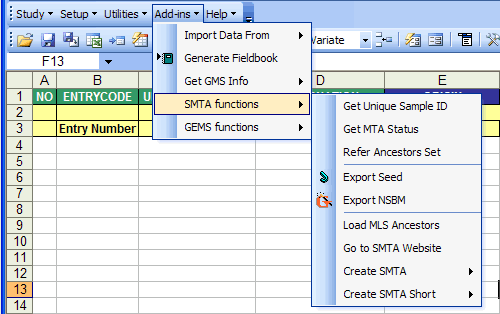 Study Setup Utilities Add-ins Help
Import Data From
Variate
Generate Fieldbook
F13
Get GMS Info
A B D E
SMTA functions
1 NO ENTRYCODE
Get Unique Sample ID
2
GEMS functions
3 Entry Number
Get MTA Status
4
Refer Ancestors Set
5
Export Seed
6
7
Export NSBM
8
Load MLS Ancestors
9
Go to SMTA Website
10
11
Create SMTA
12
Create SMTA Short
13
14